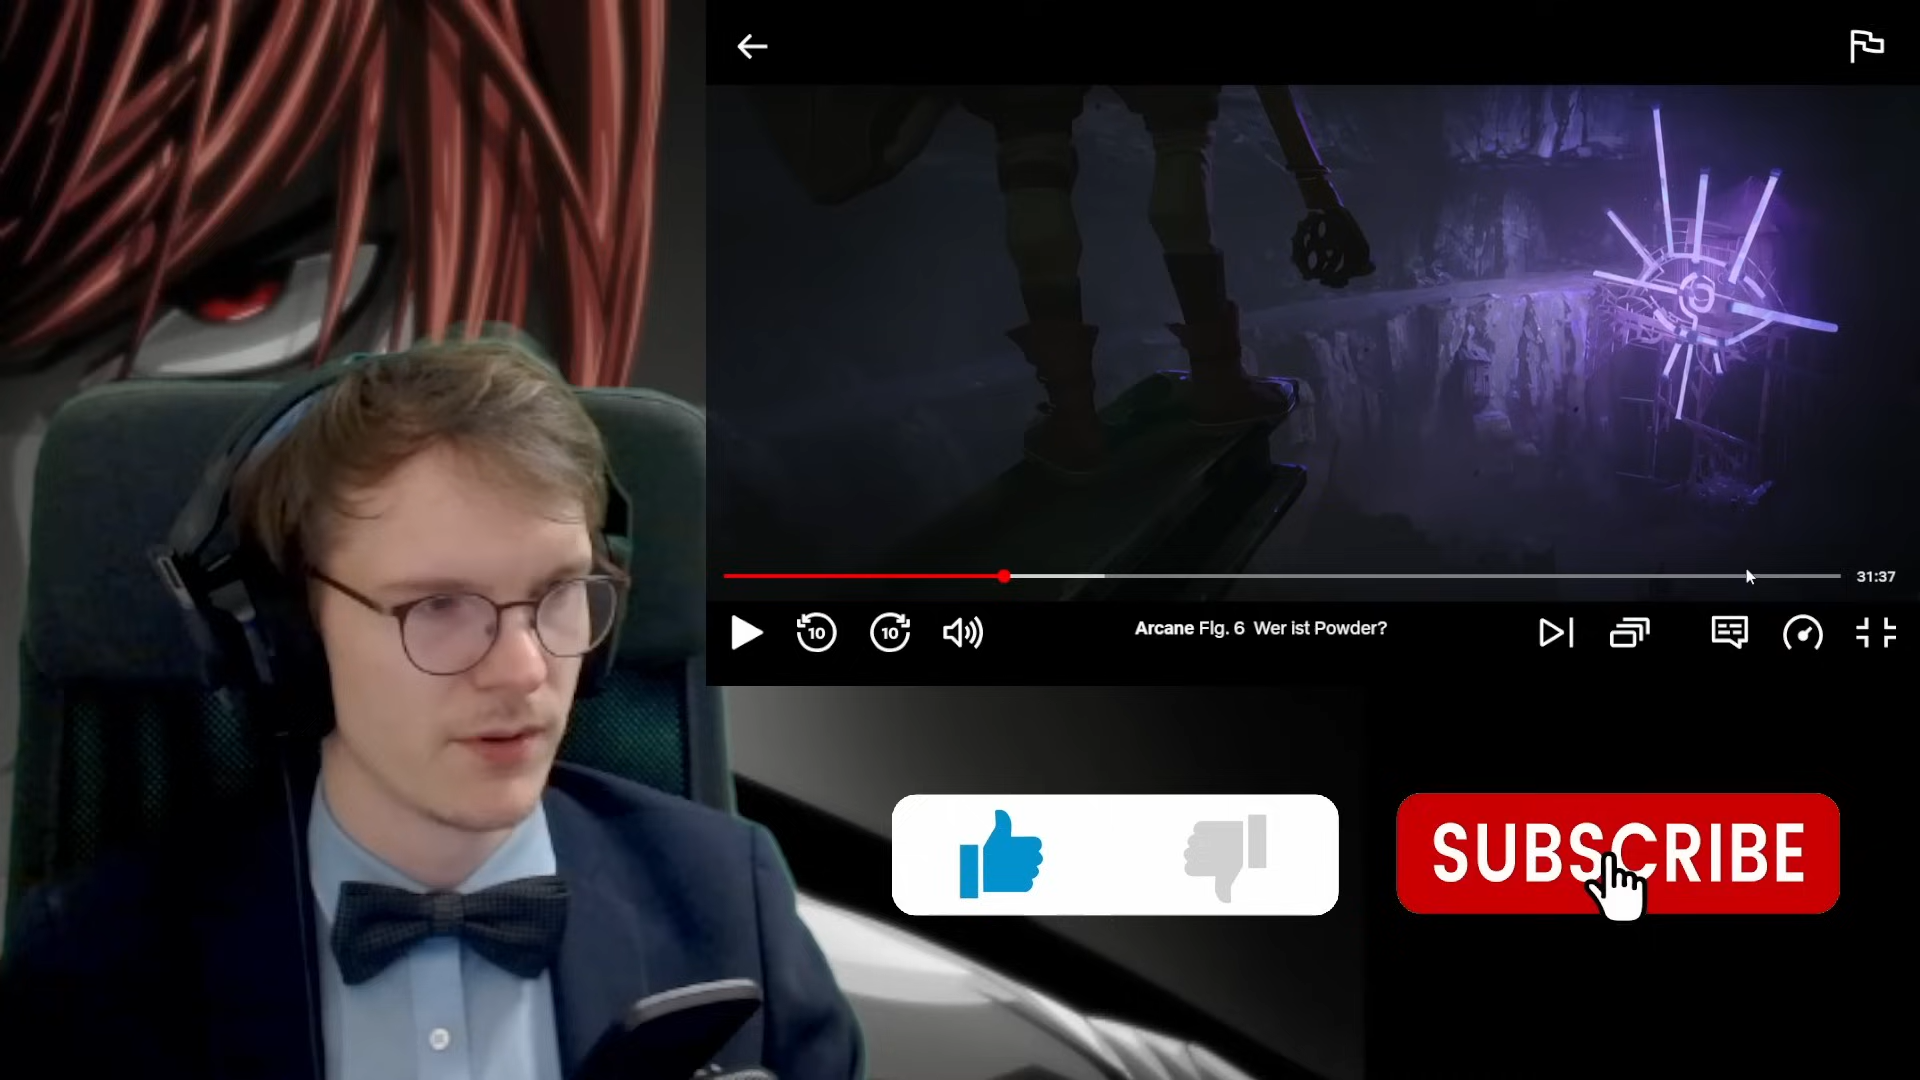 31:37
10
10
Arcane Flg. 6 Wer ist Powder?
SUBSCRIBE